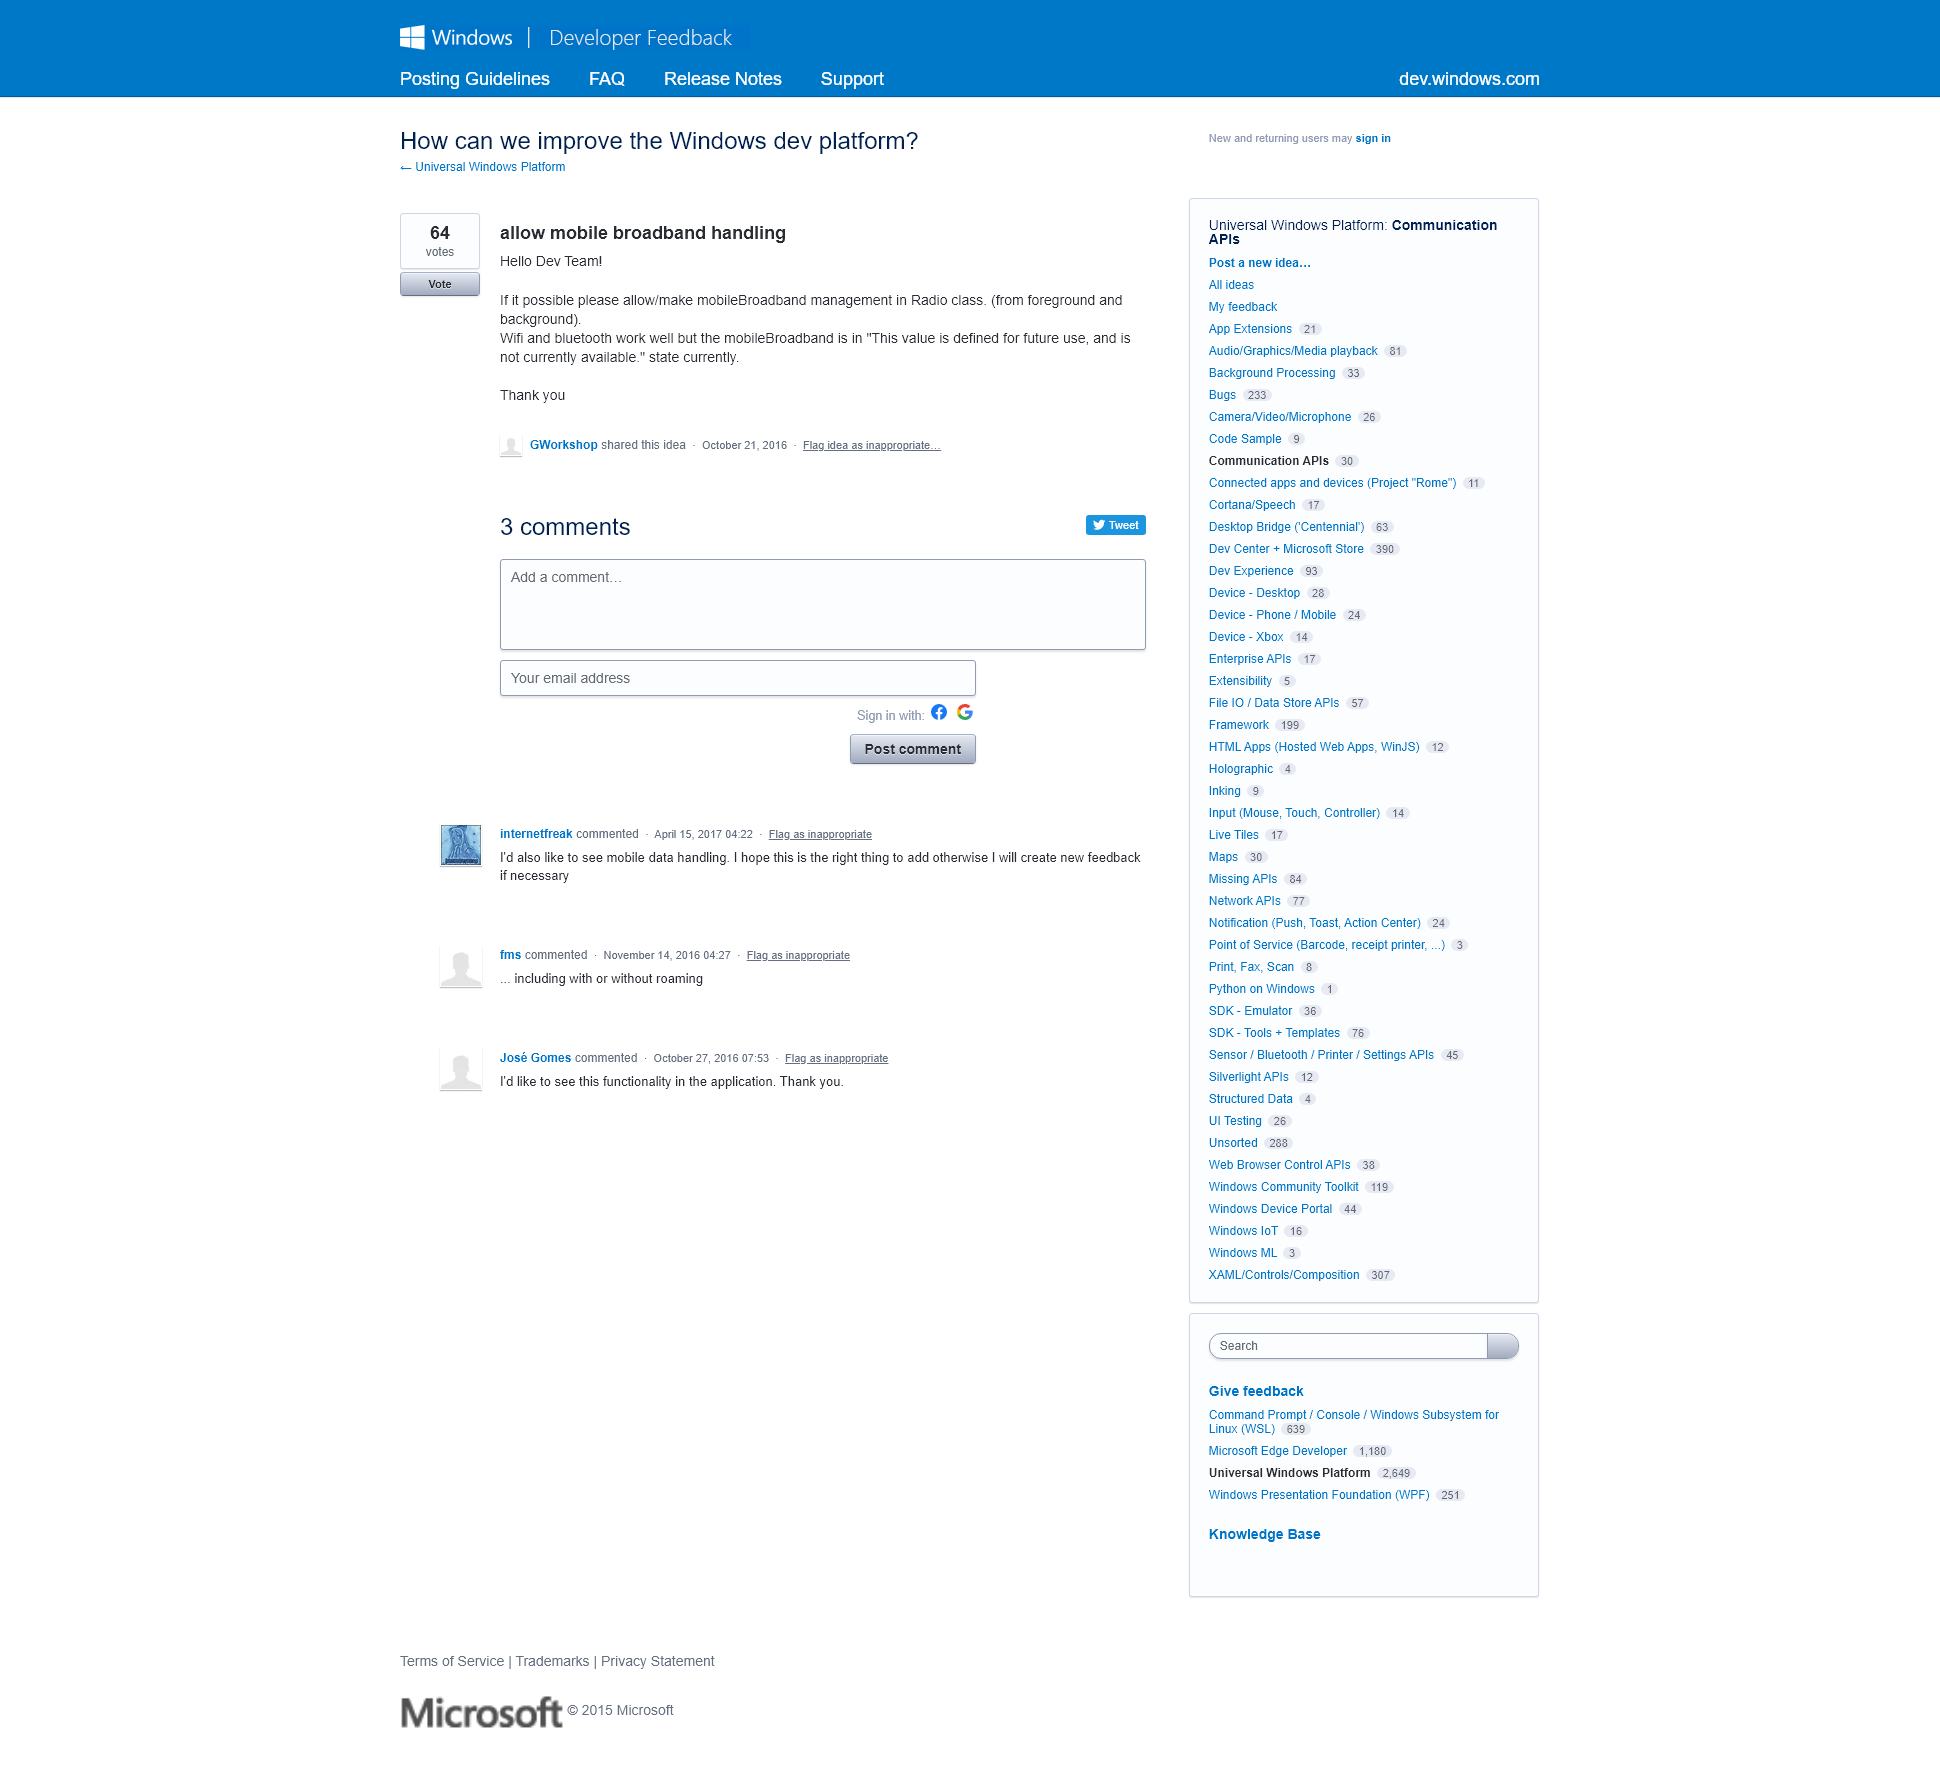 Windows | Developer Feedback
Posting Guidelines FAQ Release Notes Support dev.windows.com
How can we improve the Windows dev platform?
← Universal Windows Platform
New and returning users may sign in
64
votes
Vote
allow mobile broadband handling
Hello Dev Team!
If it possible please allow/make mobileBroadband management in Radio class. (from foreground and
background).
Wifi and bluetooth work well but the mobileBroadband is in "This value is defined for future use, and is
not currently available." state currently.
Thank you
GWorkshop shared this idea · October 21, 2016 · Flag idea as inappropriate…
3 comments
Tweet
Add a comment…
Your email address
Sign in with:
Post comment
internetfreak commented · April 15, 2017 04:22 · Flag as inappropriate
I'd also like to see mobile data handling. I hope this is the right thing to add otherwise I will create new feedback
if necessary
fms commented · November 14, 2016 04:27 · Flag as inappropriate
... including with or without roaming
José Gomes commented · October 27, 2016 07:53 · Flag as inappropriate
I'd like to see this functionality in the application. Thank you.
Universal Windows Platform: Communication
APIs
Post a new idea…
All ideas
My feedback
App Extensions 21
Audio/Graphics/Media playback 81
Background Processing 33
Bugs 233
Camera/Video/Microphone 26
Code Sample 9
Communication APIs 30
Connected apps and devices (Project "Rome") 11
Cortana/Speech 17
Desktop Bridge ('Centennial') 63
Dev Center + Microsoft Store 390
Dev Experience 93
Device - Desktop 28
Device - Phone / Mobile 24
Device - Xbox 14
Enterprise APIs 17
Extensibility 5
File IO / Data Store APIs 57
Framework 199
HTML Apps (Hosted Web Apps, WinJS) 12
Holographic 4
Inking 9
Input (Mouse, Touch, Controller) 14
Live Tiles 17
Maps 30
Missing APIs 84
Network APIs 77
Notification (Push, Toast, Action Center) 24
Point of Service (Barcode, receipt printer, ...) 3
Print, Fax, Scan 8
Python on Windows 1
SDK - Emulator 36
SDK - Tools + Templates 76
Sensor / Bluetooth / Printer / Settings APIs 45
Silverlight APIs 12
Structured Data 4
UI Testing 26
Unsorted 288
Web Browser Control APIs 38
Windows Community Toolkit 119
Windows Device Portal 44
Windows IoT 16
Windows ML 3
XAML/Controls/Composition 307
Search
Give feedback
Command Prompt / Console / Windows Subsystem for
Linux (WSL) 639
Microsoft Edge Developer 1,180
Universal Windows Platform 2,649
Windows Presentation Foundation (WPF) 251
Knowledge Base
Terms of Service | Trademarks | Privacy Statement
Microsoft © 2015 Microsoft